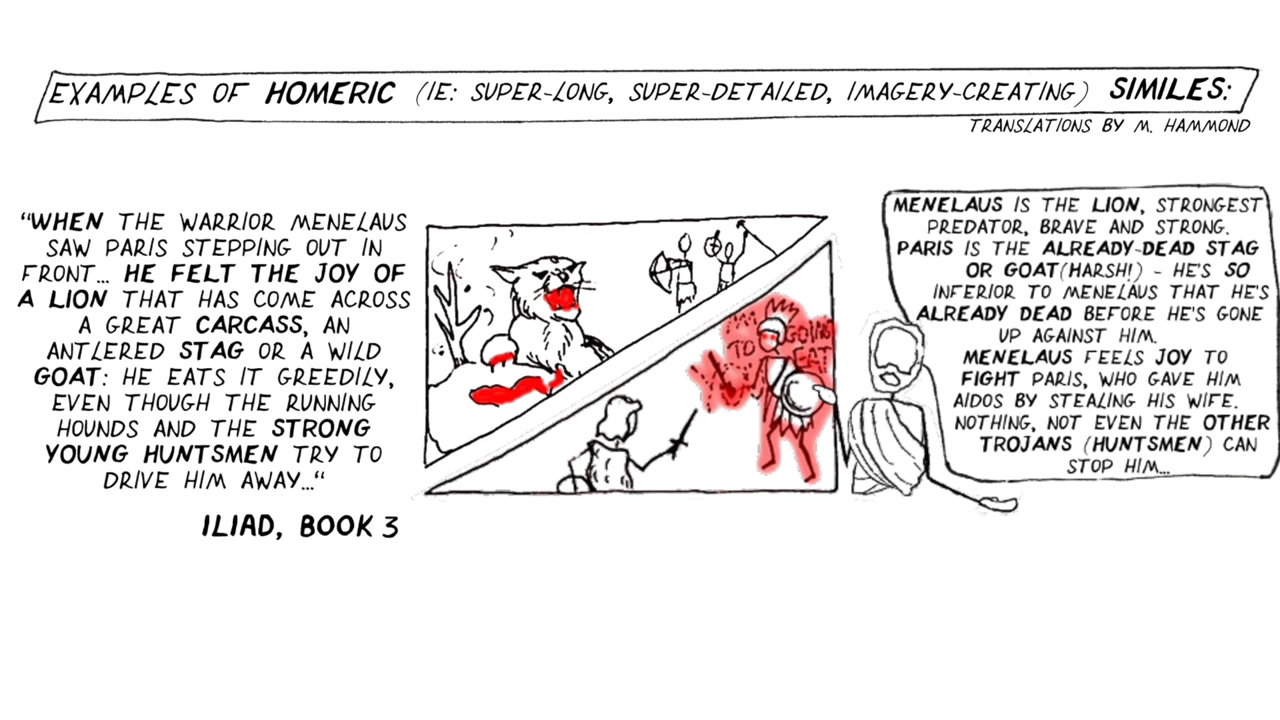 EXAMPLES OF HOMERIC (IE: SUPER-LONG, SUPER-DETAILED, IMAGERY-CREATING) SIMILES:
TRANSLATIONS BY M. HAMMOND
"WHEN THE WARRIOR MENELAUS
SAW PARIS STEPPING OUT IN
FRONT... HE FELT THE JOY OF
A LION THAT HAS COME ACROSS
A GREAT CARCASS, AN
ANTLERED STAG OR A WILD
GOAT: HE EATS IT GREEDILY,
EVEN THOUGH THE RUNNING
HOUNDS AND THE STRONG
YOUNG HUNTSMEN TRY TO
DRIVE HIM AWAY..."
ILIAD, BOOK 3
GOING
TO EAT
MENELAUS IS THE LION, STRONGEST
PREDATOR, BRAVE AND STRONG.
PARIS IS THE ALREADY-DEAD STAG
OR GOAT(HARSH!) - HE'S SO
INFERIOR TO MENELAUS THAT HE'S
ALREADY DEAD BEFORE HE'S GONE
UP AGAINST HIM.
MENELAUS FEELS JOY TO
FIGHT PARIS, WHO GAVE HIM
AIDOS BY STEALING HIS WIFE.
NOTHING, NOT EVEN THE OTHER
TROJANS (HUNTSMEN) CAN
STOP HIM...